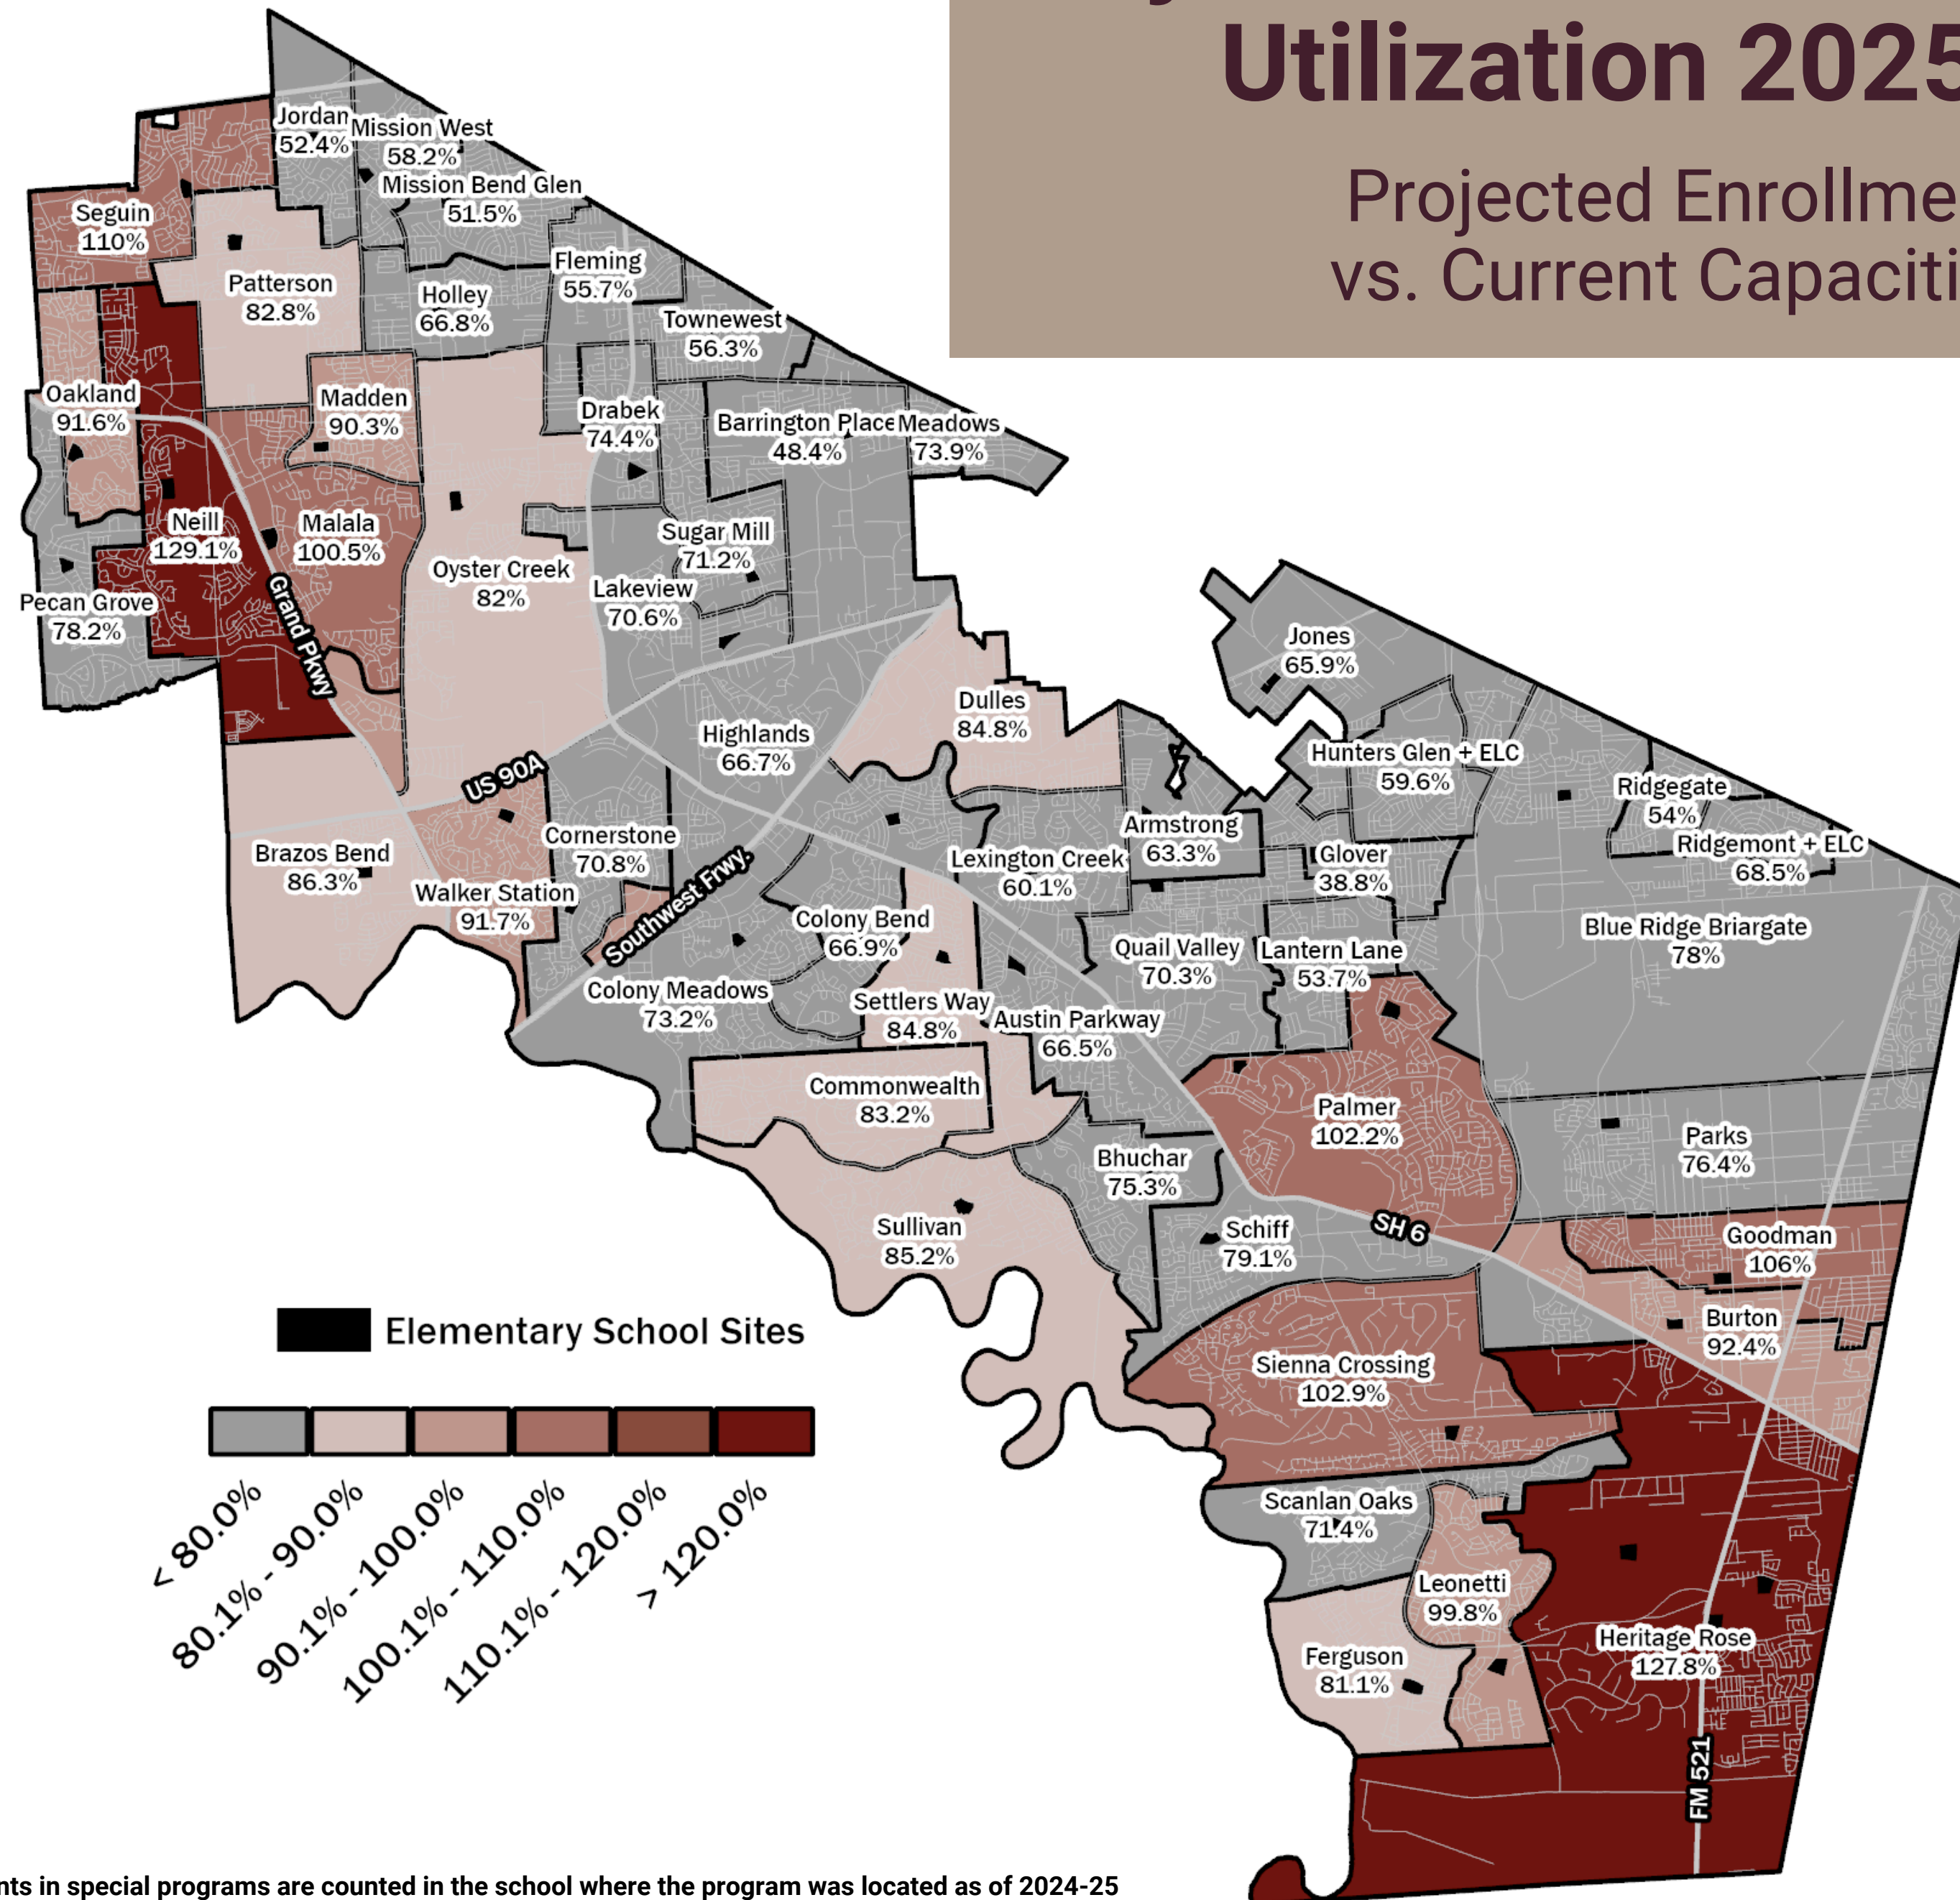 Utilization 2025
Projected Enrollme
vs. Current Capaciti
Jordan
52.4%
Mission West
58.2%
Mission Bend Glen
51.5%
Seguin
110%
Patterson
82.8%
Holley
66.8%
Fleming
55.7%
Townewest
56.3%
Oakland
91.6%
Madden
90.3%
Drabek
74.4%
Barrington Place
48.4%
Meadows
73.9%
Neill
129.1%
Malala
100.5%
Oyster Creek
82%
Sugar Mill
71.2%
Lakeview
70.6%
Pecan Grove
78.2%
Grand Pkwy
Jones
65.9%
Dulles
84.8%
Highlands
66.7%
Hunters Glen + ELC
59.6%
US 90A
Ridgegate
54%
Ridgemont + ELC
68.5%
Brazos Bend
86.3%
Cornerstone
70.8%
Walker Station
91.7%
Southwest Frwy.
Lexington Creek
60.1%
Armstrong
63.3%
Glover
38.8%
Colony Bend
66.9%
Quail Valley
70.3%
Lantern Lane
53.7%
Blue Ridge Briargate
78%
Colony Meadows
73.2%
Settlers Way
84.8%
Austin Parkway
66.5%
Commonwealth
83.2%
Palmer
102.2%
Parks
76.4%
Bhuchar
75.3%
Sullivan
85.2%
Schiff
79.1%
SH 6
Goodman
106%
Burton
92.4%
Sienna Crossing
102.9%
Scanlan Oaks
71.4%
Leonetti
99.8%
Ferguson
81.1%
Heritage Rose
127.8%
FM 521
Elementary School Sites
< 80.0%
80.1% - 90.0%
90.1% - 100.0%
100.1% - 110.0%
110.1% - 120.0%
> 120.0%
nts in special programs are counted in the school where the program was located as of 2024-25